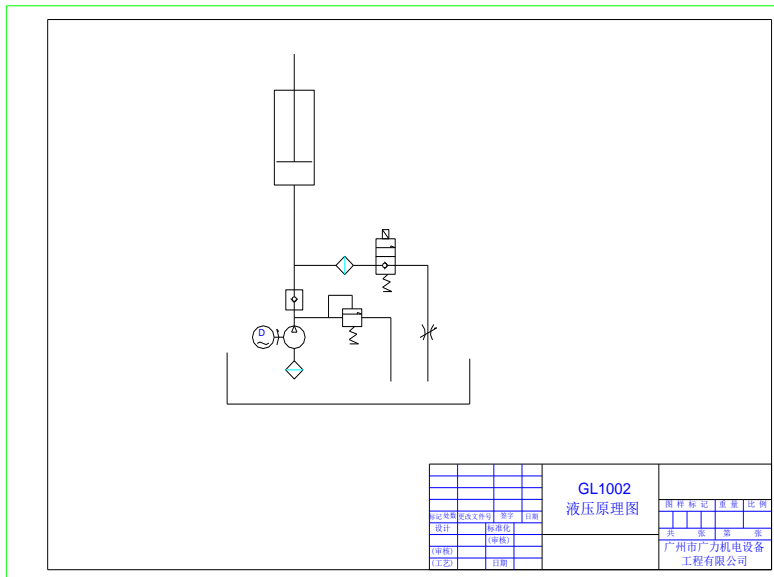 D
GL1002
液压原理图
图样标记 重量 比例
标记 处数 更改文件号 签字 日期
设计 标准化
(审核)
共 张 第 张
(审核)
广州市广力机电设备
工程有限公司
(工艺) 日期